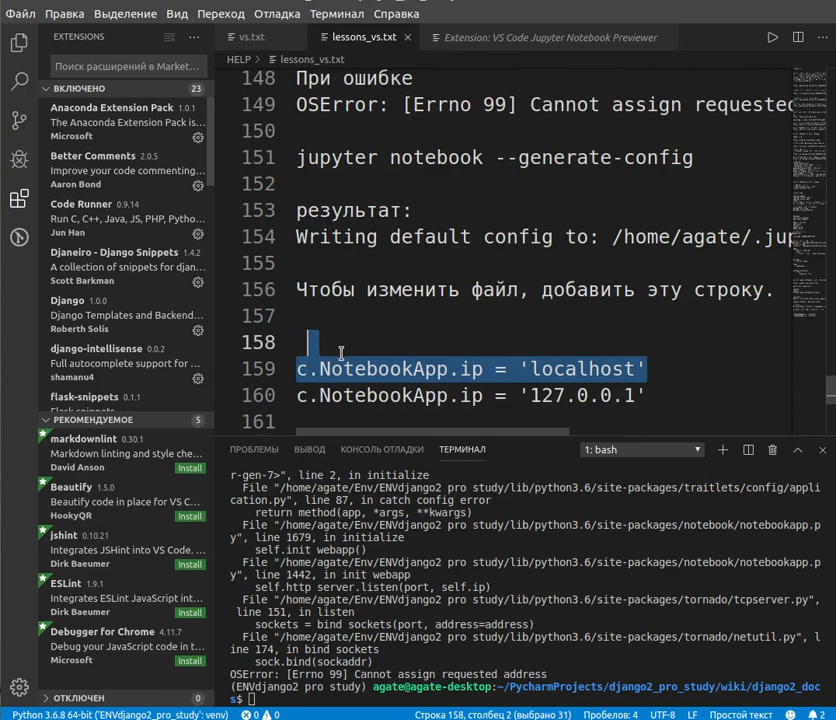 Файл Правка Выделение Вид Переход Отладка Терминал Справка
EXTENSIONS
Поиск расширений в Market...
ВКЛЮЧЕНО 23
Anaconda Extension Pack 1.0.1
The Anaconda Extension Pack is...
Microsoft
Better Comments 2.0.5
Improve your code commenting...
Aaron Bond
Code Runner 0.9.14
Run C, C++, Java, JS, PHP, Pytho...
Jun Han
Djaneiro - Django Snippets 1.4.2
A collection of snippets for djan...
Scott Barkman
Django 1.0.0
Django Templates and Backend...
Roberth Solís
django-intellisense 0.0.2
Full autocomplete support for ...
shamanu4
flask-snippets 0.1.1
РЕКОМЕНДУЕМОЕ 5
markdownlint 0.30.1
Markdown linting and style che...
David Anson Install
Beautify 1.5.0
Beautify code in place for VS C...
HookyQR Install
jshint 0.10.21
Integrates JSHint into VS Code. ...
Dirk Baeumer Install
ESLint 1.9.1
Integrates ESLint JavaScript int...
Dirk Baeumer Install
Debugger for Chrome 4.11.7
Debug your JavaScript code in t...
Microsoft Install
ОТКЛЮЧЕН 0
vs.txt lessons_vs.txt Extension: VS Code Jupyter Notebook Previewer
HELP > lessons_vs.txt
148 При ошибке
149 OSError: [Errno 99] Cannot assign requested
150
151 jupyter notebook --generate-config
152
153 результат:
154 Writing default config to: /home/agate/.jup
155
156 Чтобы изменить файл, добавить эту строку.
157
158
159 c.NotebookApp.ip = 'localhost'
160 c.NotebookApp.ip = '127.0.0.1'
161
ПРОБЛЕМЫ ВЫВОД КОНСОЛЬ ОТЛАДКИ ТЕРМИНАЛ 1: bash
r-gen-7>", line 2, in initialize
File "/home/agate/Env/ENVdjango2 pro study/lib/python3.6/site-packages/traitlets/config/appli
cation.py", line 87, in catch config error
return method(app, *args, **kwargs)
File "/home/agate/Env/ENVdjango2 pro study/lib/python3.6/site-packages/notebook/notebookapp.p
y", line 1679, in initialize
self.init webapp()
File "/home/agate/Env/ENVdjango2 pro study/lib/python3.6/site-packages/notebook/notebookapp.p
y", line 1442, in init webapp
self.http server.listen(port, self.ip)
File "/home/agate/Env/ENVdjango2 pro study/lib/python3.6/site-packages/tornado/tcpserver.py",
line 151, in listen
sockets = bind sockets(port, address=address)
File "/home/agate/Env/ENVdjango2 pro study/lib/python3.6/site-packages/tornado/netutil.py", l
ine 174, in bind sockets
sock.bind(sockaddr)
OSError: [Errno 99] Cannot assign requested address
(ENVdjango2 pro study) agate@agate-desktop:~/PycharmProjects/django2_pro_study/wiki/django2_doc
s$
Python 3.6.8 64-bit ('ENVdjango2_pro_study': venv) 0 0 Строка 158, столбец 2 (выбрано 31) Пробелов: 4 UTF-8 LF Простой текст 2